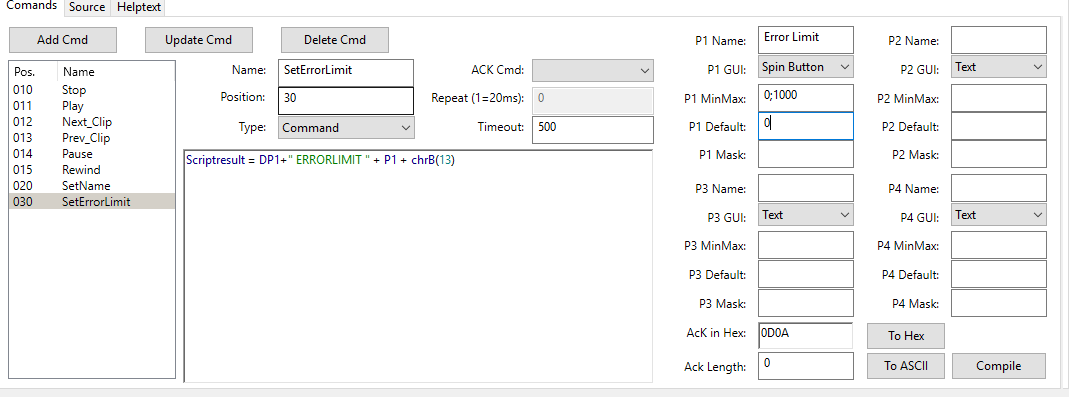 Comands Source Helptext
Add Cmd Update Cmd Delete Cmd
Pos. Name
010 Stop
011 Play
012 Next_Clip
013 Prev_Clip
014 Pause
015 Rewind
020 SetName
030 SetErrorLimit
Name: SetErrorLimit ACK Cmd:
Position: 30 Repeat (1=20ms): 0
Type: Command Timeout: 500
Scriptresult = DP1+" ERRORLIMIT " + P1 + chrB(13)
P1 Name: Error Limit P2 Name:
P1 GUI: Spin Button P2 GUI: Text
P1 MinMax: 0;1000 P2 MinMax:
P1 Default: 0 P2 Default:
P1 Mask: P2 Mask:
P3 Name: P4 Name:
P3 GUI: Text P4 GUI: Text
P3 MinMax: P4 MinMax:
P3 Default: P4 Default:
P3 Mask: P4 Mask:
AcK in Hex: 0D0A To Hex
Ack Length: 0 To ASCII Compile